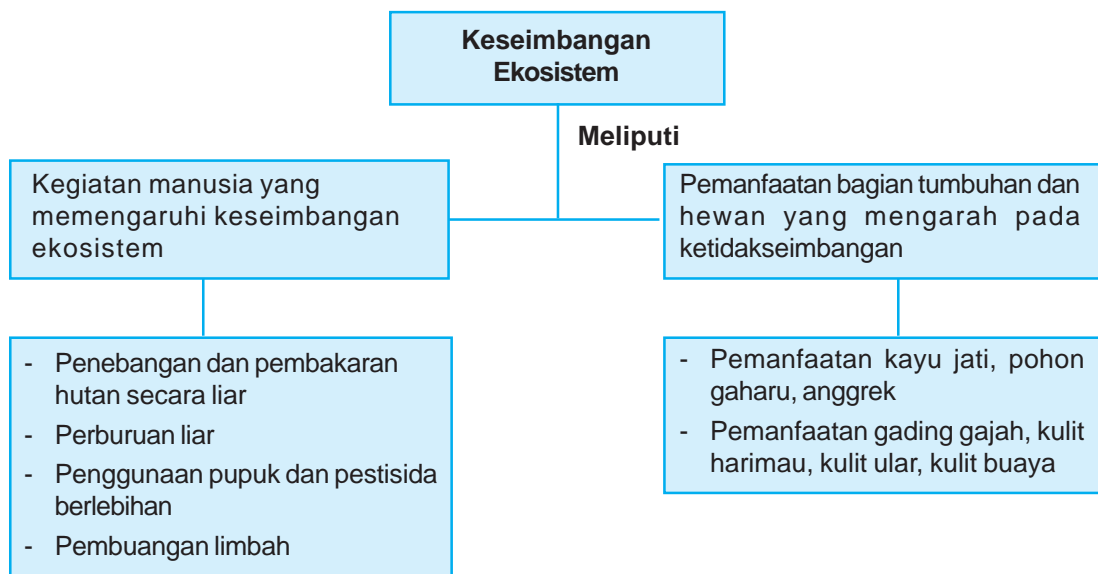 Keseimbangan
Ekosistem
Meliputi
Kegiatan manusia yang
memengaruhi keseimbangan
ekosistem
Pemanfaatan bagian tumbuhan dan
hewan yang mengarah pada
ketidakseimbangan
- Penebangan dan pembakaran
hutan secara liar
- Perburuan liar
- Penggunaan pupuk dan pestisida
berlebihan
- Pembuangan limbah
- Pemanfaatan kayu jati, pohon
gaharu, anggrek
- Pemanfaatan gading gajah, kulit
harimau, kulit ular, kulit buaya